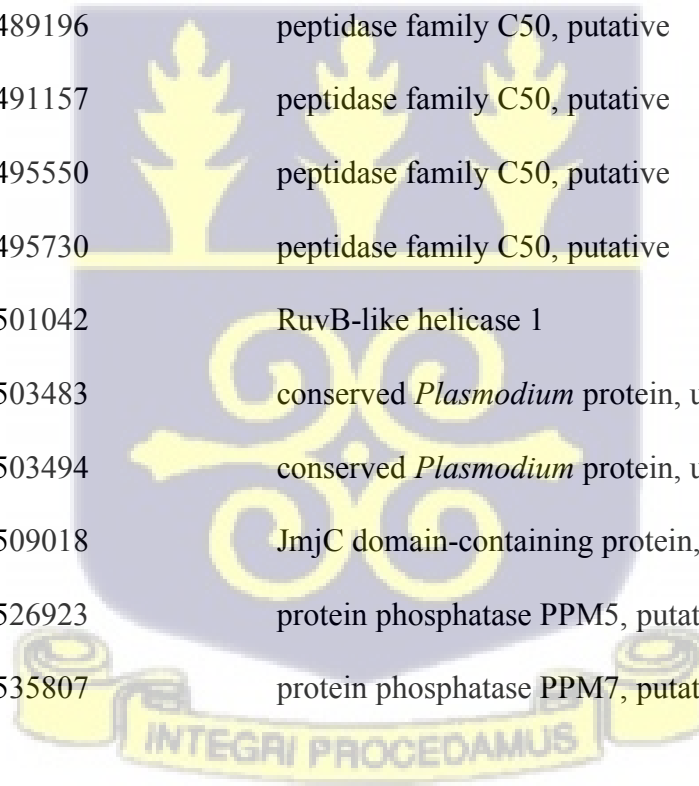 489196 peptidase family C50, putative
491157 peptidase family C50, putative
495550 peptidase family C50, putative
495730 peptidase family C50, putative
501042 RuvB-like helicase 1
503483 conserved Plasmodium protein, u
503494 conserved Plasmodium protein, u
509018 JmjC domain-containing protein,
526923 protein phosphatase PPM5, putat
535807 protein phosphatase PPM7, putat
INTEGRI PROCEDAMUS